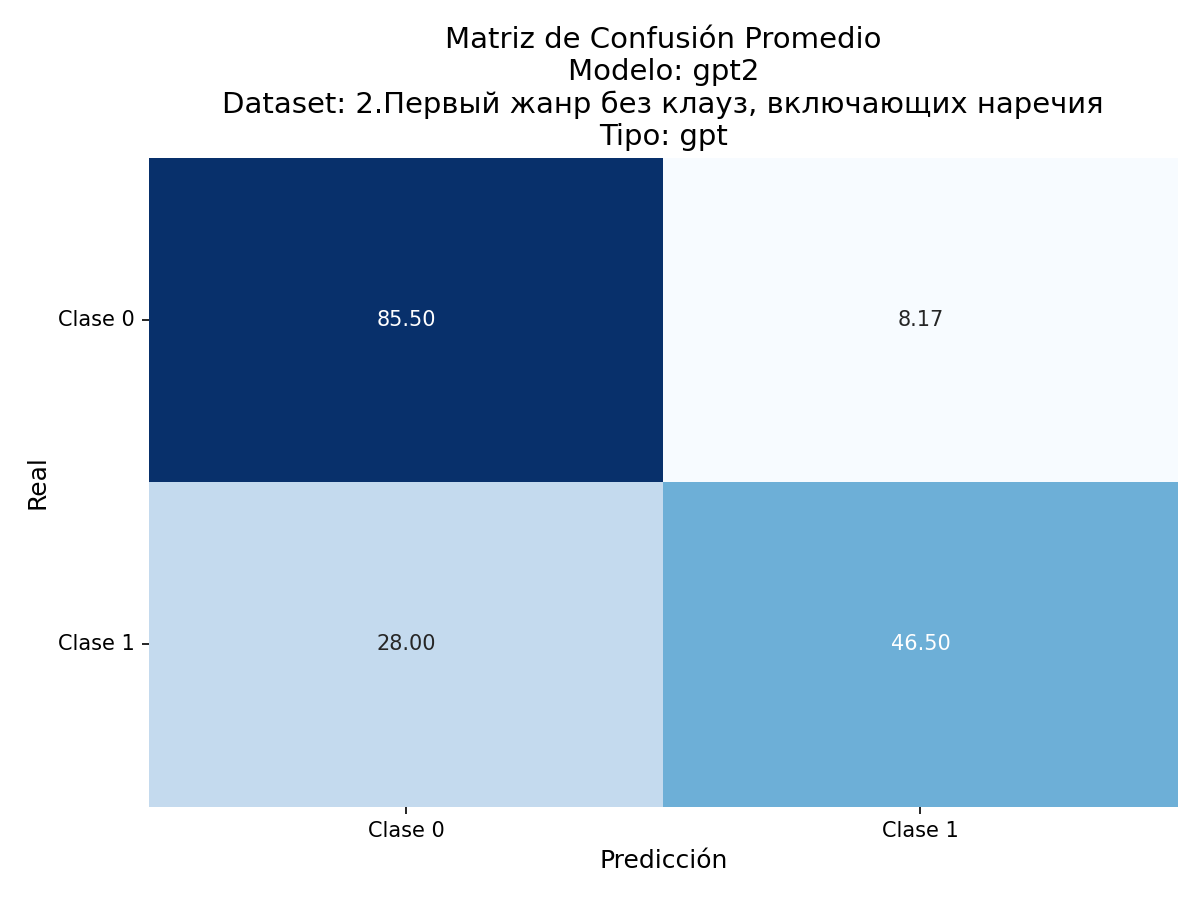 Matriz de Confusión Promedio
Modelo: gpt2
Dataset: 2.Первый жанр без клауз, включающих наречия
Tipo: gpt
Clase 0
85.50
8.17
Real
Clase 1
28.00
46.50
Clase 0
Clase 1
Predicción